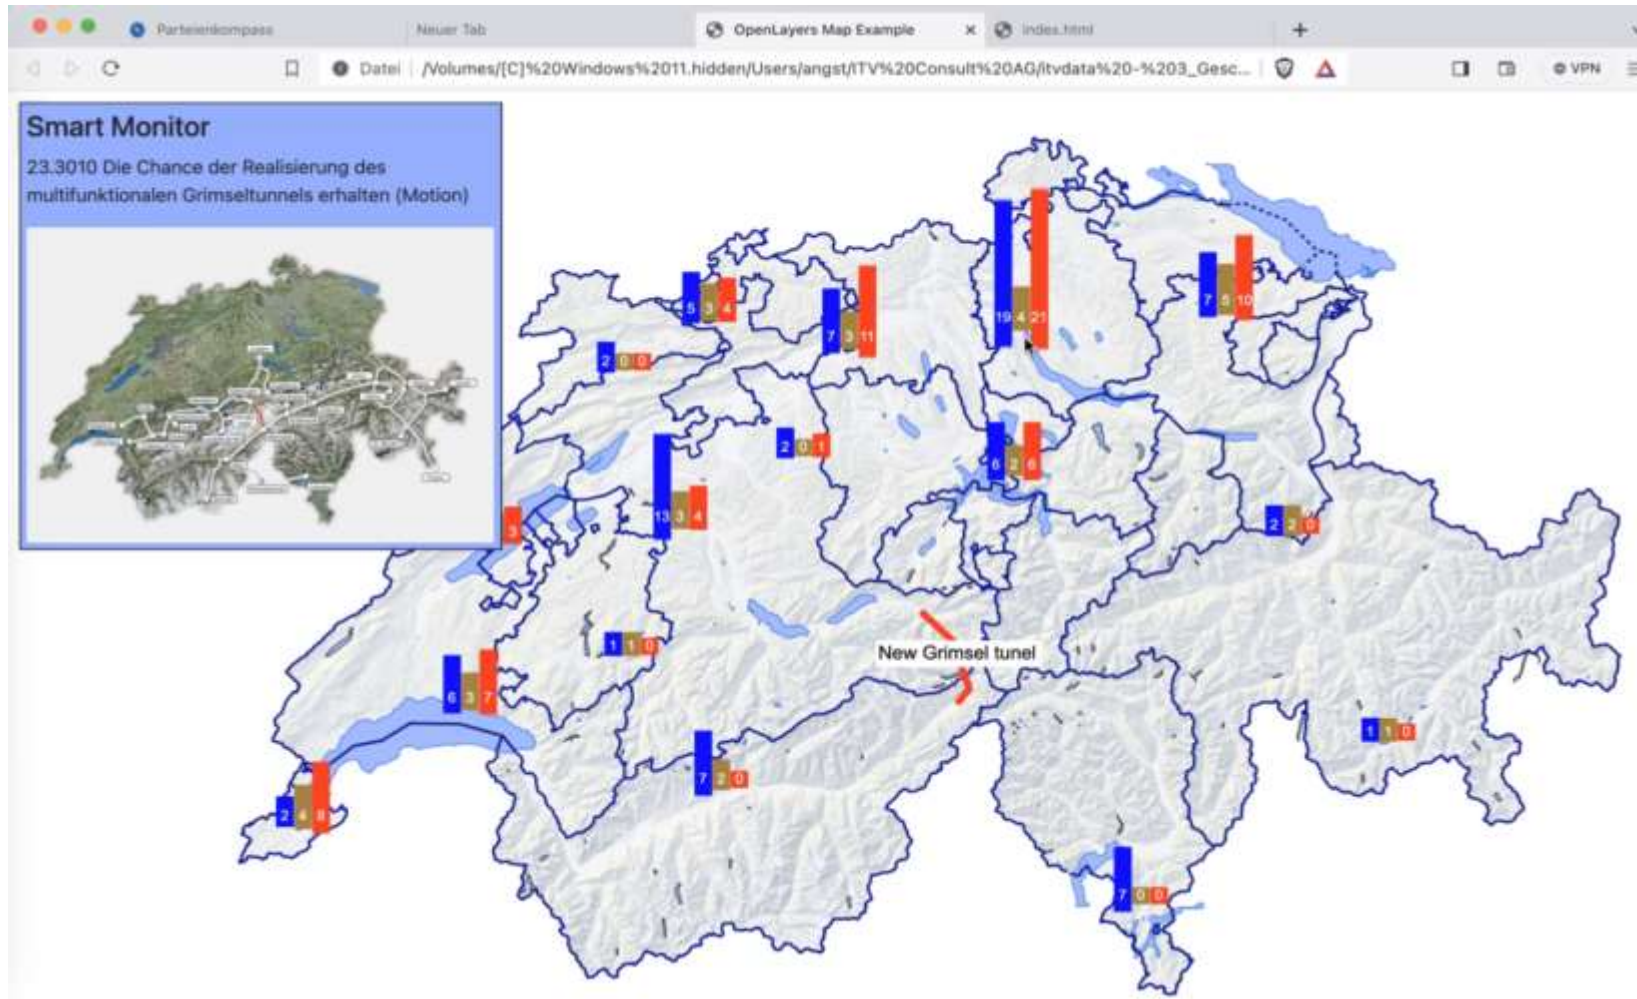 Parteienkompass
Neuer Tab
OpenLayers Map Example
index.html
Datei
/Volumes/[C]%20Windows%2011.hidden/Users/angst/ITV%20Consult%20AG/itvdata%20-%203_Gesc...
VPN
Smart Monitor
23.3010 Die Chance der Realisierung des
multifunktionalen Grimseltunnels erhalten (Motion)
19 4 21
7 5 10
5 3 4
7 3 11
2 0 0
2 0 1
6 2 6
13 3 4
3
2 2 0
1 1 0
New Grimsel tunel
6 3 7
1 1 0
7 2 0
2 4 8
7 0 0